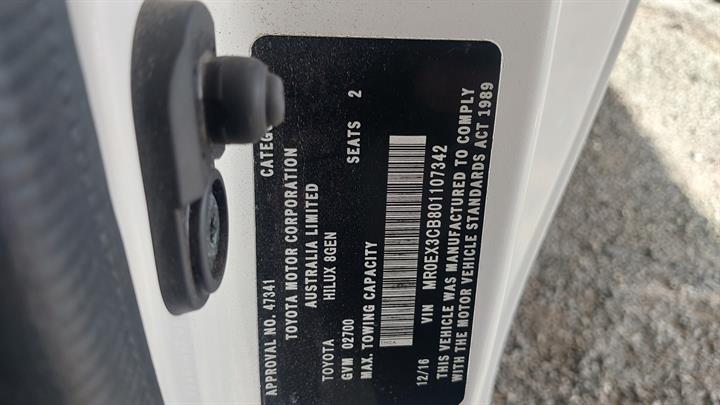 APPROVAL NO. 47341 CATEGO
TOYOTA MOTOR CORPORATION
AUSTRALIA LIMITED
TOYOTA HILUX 8GEN
GVM 02700 SEATS 2
MAX. TOWING CAPACITY
12/16 VIN MR0EX3CB801107342
THIS VEHICLE WAS MANUFACTURED TO COMPLY
WITH THE MOTOR VEHICLE STANDARDS ACT 1989